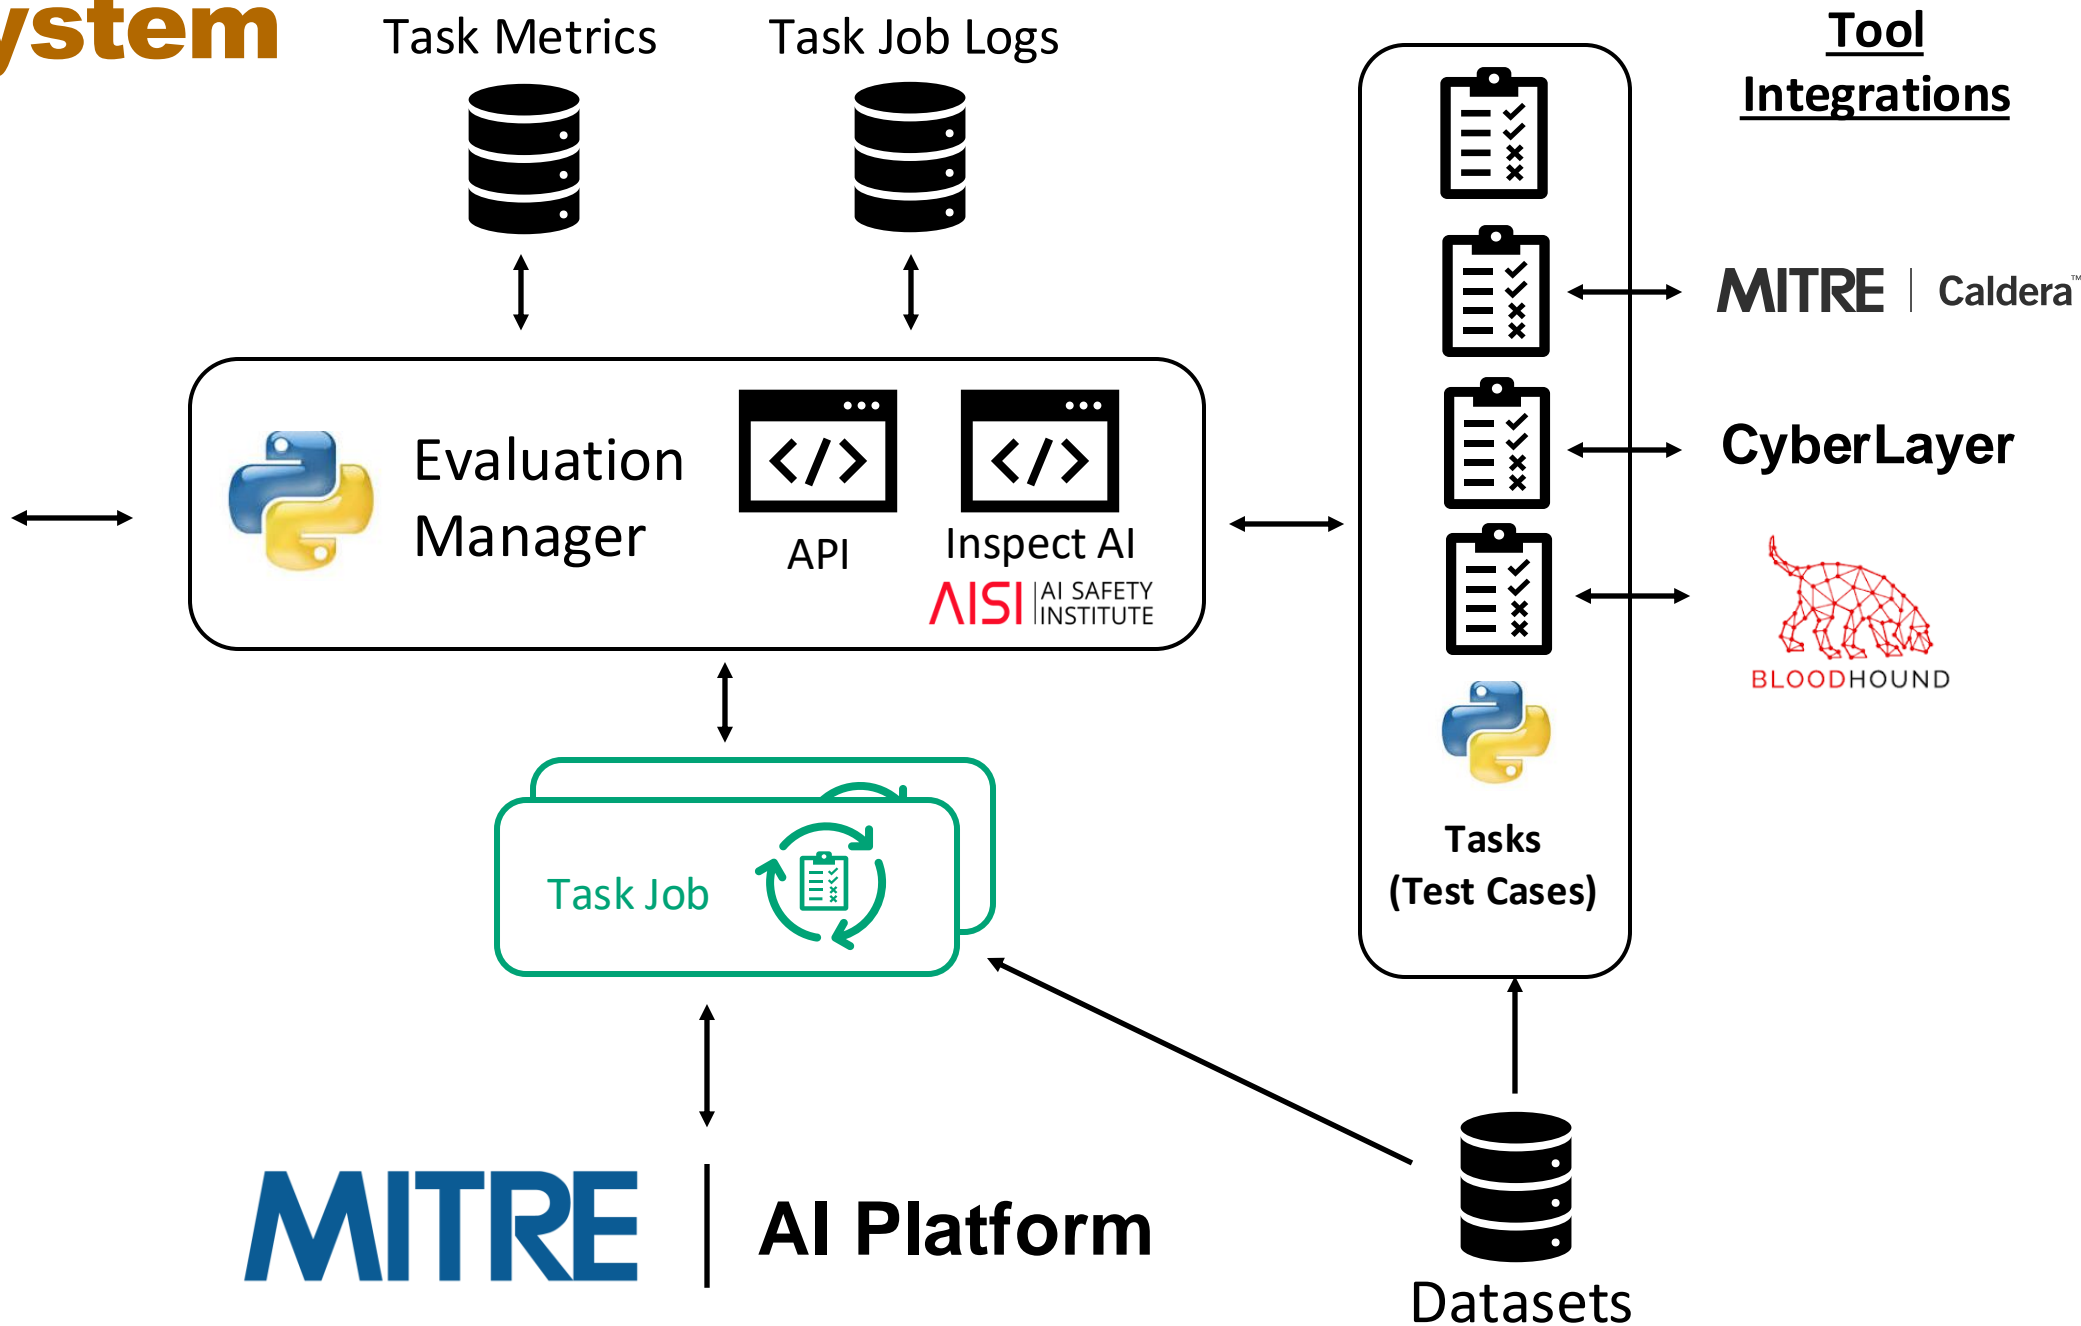 ystem
Task Metrics
Task Job Logs
Tool
Integrations
MITRE | Caldera™
Evaluation
Manager
</>
API
</>
Inspect AI
AISI | AI SAFETY
INSTITUTE
CyberLayer
BLOODHOUND
Task Job
Tasks
(Test Cases)
MITRE | AI Platform
Datasets